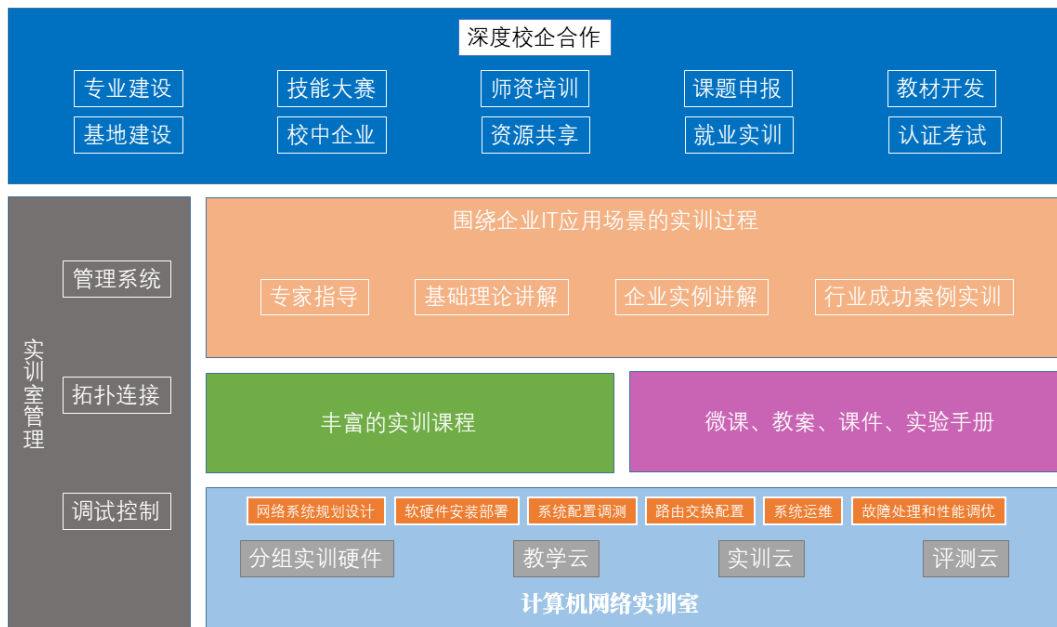 深度校企合作
专业建设 技能大赛 师资培训 课题申报 教材开发
基地建设 校中企业 资源共享 就业实训 认证考试
实训室管理
管理系统
拓扑连接
调试控制
围绕企业IT应用场景的实训过程
专家指导 基础理论讲解 企业实例讲解 行业成功案例实训
丰富的实训课程
微课、教案、课件、实验手册
网络系统规划设计 软硬件安装部署 系统配置调测 路由交换配置 系统运维 故障处理和性能调优
分组实训硬件 教学云 实训云 评测云
计算机网络实训室